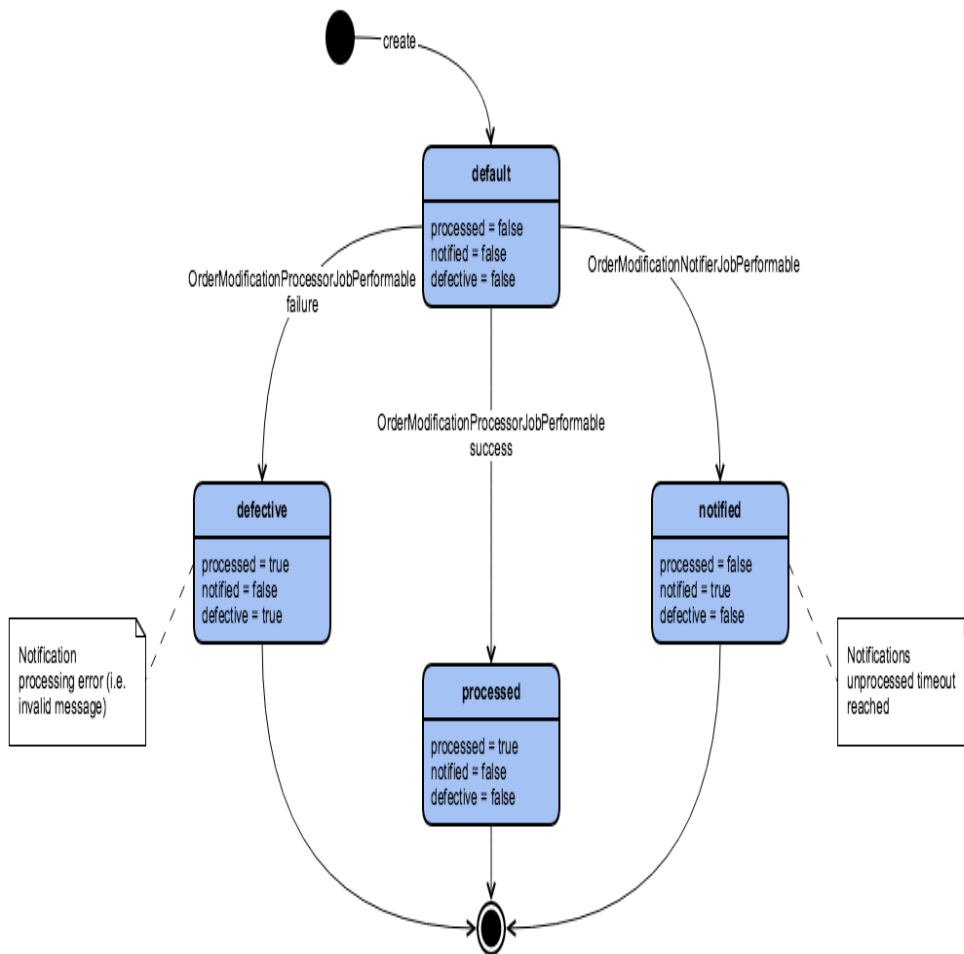 create
default
processed = false
notified = false
defective = false
OrderModificationProcessorJobPerformable
failure
OrderModificationNotifierJobPerformable
OrderModificationProcessorJobPerformable
success
defective
processed = true
notified = false
defective = true
notified
processed = false
notified = true
defective = false
Notification
processing error (i.e.
invalid message)
processed
processed = true
notified = false
defective = false
Notifications
unprocessed timeout
reached